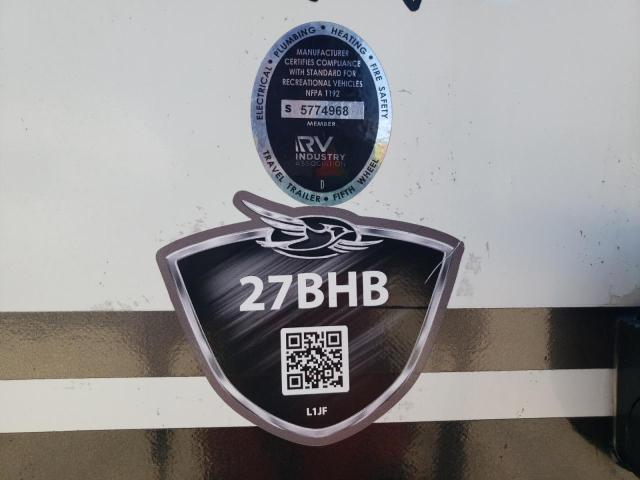 ELECTRICAL • PLUMBING • HEATING • FIRE SAFETY
MANUFACTURER
CERTIFIES COMPLIANCE
WITH STANDARD FOR
RECREATIONAL VEHICLES
NFPA 1192
S 5774968
MEMBER
RV
INDUSTRY
ASSOCIATION
D
TRAVEL TRAILER • FIFTH WHEEL
27BHB
L1JF